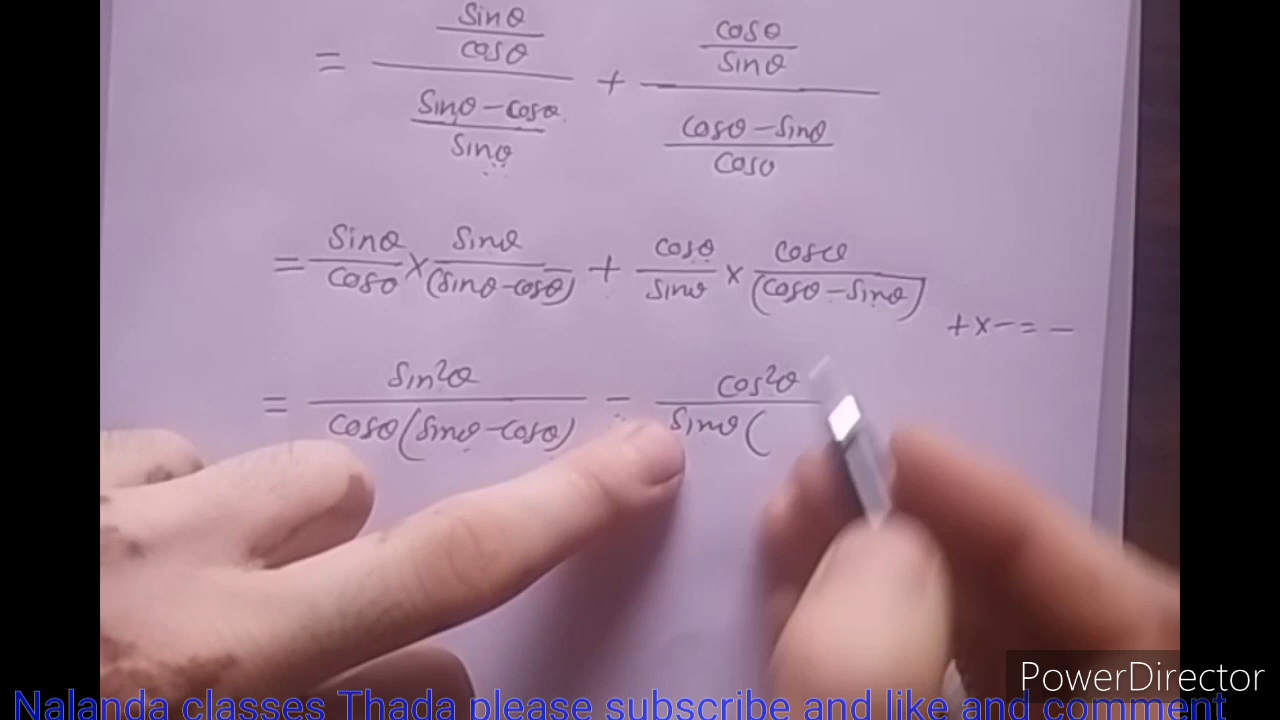 = (sinθ/cosθ)/((sinθ-cosθ)/sinθ) + (cosθ/sinθ)/((cosθ-sinθ)/cosθ)
= sinθ/cosθ × sinθ/(sinθ-cosθ) + cosθ/sinθ × cosθ/(cosθ-sinθ)
+×-=-
= sin²θ/cosθ(sinθ-cosθ) - cos²θ/sinθ(
PowerDirector
Nalanda classes Thada please subscribe and like and comment